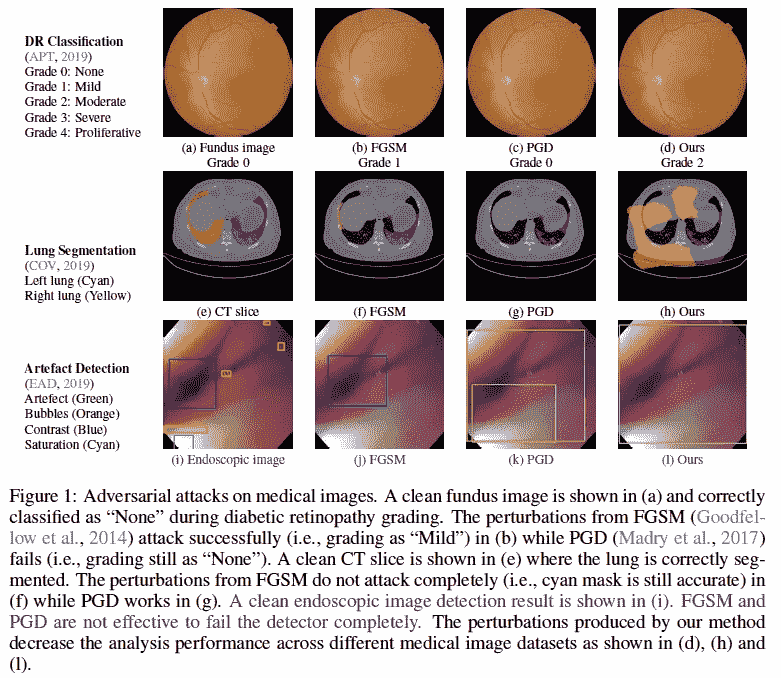 DR Classification
(APT, 2019)
Grade 0: None
Grade 1: Mild
Grade 2: Moderate
Grade 3: Severe
Grade 4: Proliferative
(a) Fundus image
Grade 0
(b) FGSM
Grade 1
(c) PGD
Grade 0
(d) Ours
Grade 2
Lung Segmentation
(COV, 2019)
Left lung (Cyan)
Right lung (Yellow)
(e) CT slice
(f) FGSM
(g) PGD
(h) Ours
Artefact Detection
(EAD, 2019)
Artefect (Green)
Bubbles (Orange)
Contrast (Blue)
Saturation (Cyan)
(i) Endoscopic image
(j) FGSM
(k) PGD
(l) Ours
Figure 1: Adversarial attacks on medical images. A clean fundus image is shown in (a) and correctly
classified as “None” during diabetic retinopathy grading. The perturbations from FGSM (Goodfel-
low et al., 2014) attack successfully (i.e., grading as “Mild”) in (b) while PGD (Madry et al., 2017)
fails (i.e., grading still as “None”). A clean CT slice is shown in (e) where the lung is correctly seg-
mented. The perturbations from FGSM do not attack completely (i.e., cyan mask is still accurate) in
(f) while PGD works in (g). A clean endoscopic image detection result is shown in (i). FGSM and
PGD are not effective to fail the detector completely. The perturbations produced by our method
decrease the analysis performance across different medical image datasets as shown in (d), (h) and
(l).